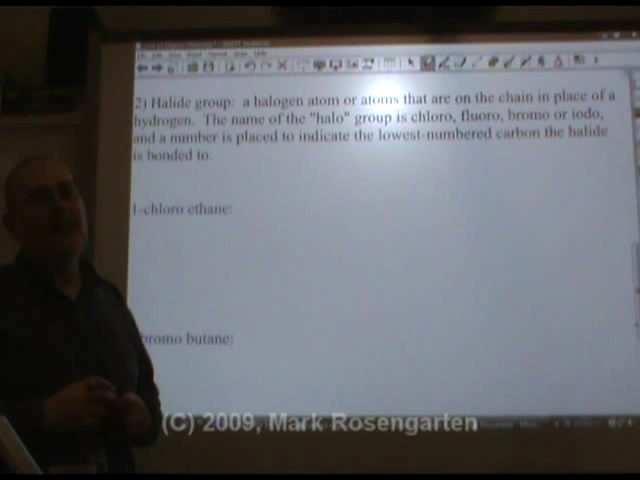 2) Halide group: a halogen atom or atoms that are on the chain in place of a
hydrogen. The name of the "halo" group is chloro, fluoro, bromo or iodo,
and a number is placed to indicate the lowest-numbered carbon the halide
is bonded to.
1-chloro ethane:
bromo butane:
(C) 2009, Mark Rosengarten